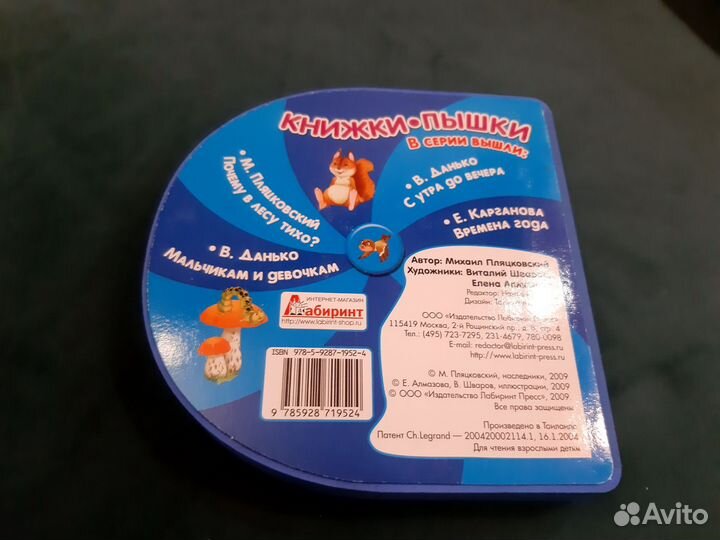 КНИЖКИ•ПЫШКИ
В СЕРИИ ВЫШЛИ:
• М. Пляцковский
Почему в лесу тихо?
• В. Данько
С утра до вечера
• Е. Карганова
Времена года
• В. Данько
Мальчикам и девочкам
Автор: Михаил Пляцковский
Художники: Виталий Шваров
Елена
Редактор:
Дизайн:
ООО «Издательство Лабиринт Пресс»
115419 Москва, 2-й Рощинский пр., д. 8, стр. 4
Тел.: (495) 723-7295, 231-4679, 780-0098
E-mail: redactor@labirint-press.ru
http://www.labirint-press.ru
© М. Пляцковский, наследники, 2009
© Е. Алмазова, В. Шваров, иллюстрации, 2009
© ООО «Издательство Лабиринт Пресс», 2009.
Все права защищены
Произведено в Таиланде
Патент Ch.Legrand — 200420002114.1, 16.1.2004
Для чтения взрослыми детям
ИНТЕРНЕТ-МАГАЗИН
Лабиринт
http://www.labirint-shop.ru
ISBN 978-5-9287-1952-4
9 785928 719524
Avito